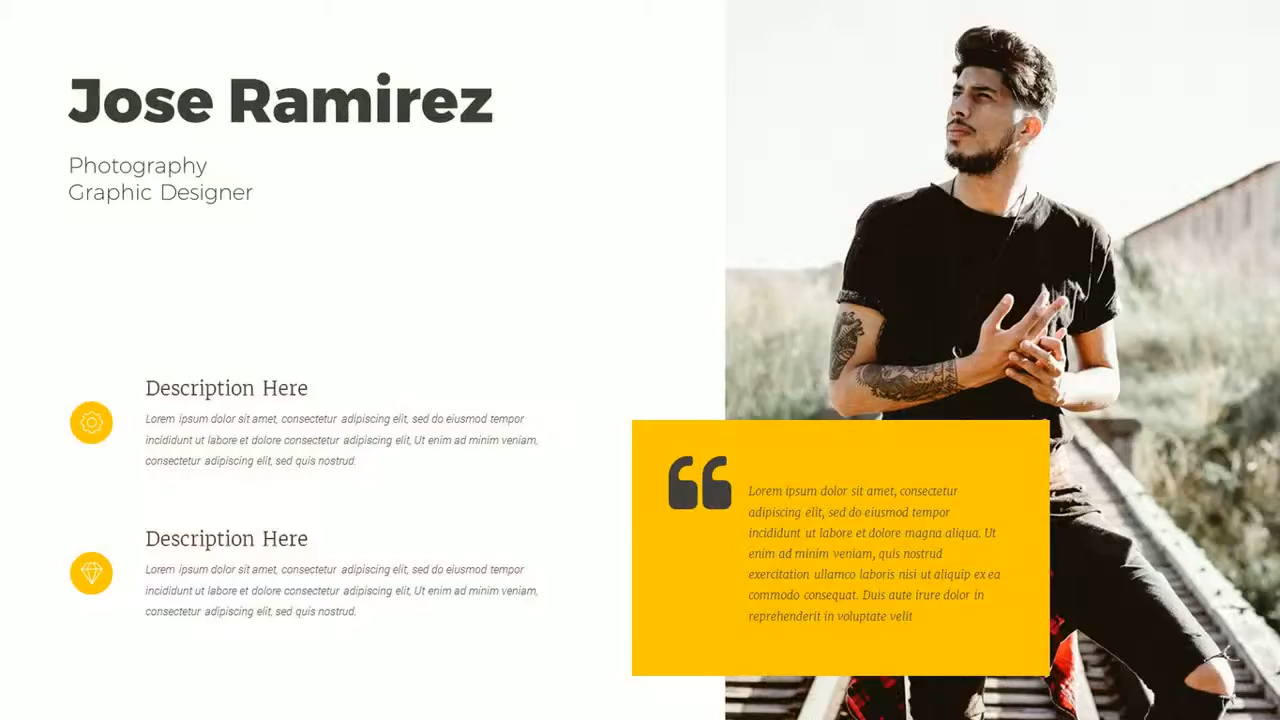 Jose Ramirez
Photography
Graphic Designer
Description Here
Lorem ipsum dolor sit amet, consectetur adipiscing elit, sed do eiusmod tempor
incididunt ut labore et dolore consectetur adipiscing elit, Ut enim ad minim veniam,
consectetur adipiscing elit, sed quis nostrud.
Description Here
Lorem ipsum dolor sit amet, consectetur adipiscing elit, sed do eiusmod tempor
incididunt ut labore et dolore consectetur adipiscing elit, Ut enim ad minim veniam,
consectetur adipiscing elit, sed quis nostrud.
“
Lorem ipsum dolor sit amet, consectetur
adipiscing elit, sed do eiusmod tempor
incididunt ut labore et dolore magna aliqua. Ut
enim ad minim veniam, quis nostrud
exercitation ullamco laboris nisi ut aliquip ex ea
commodo consequat. Duis aute irure dolor in
reprehenderit in voluptate velit